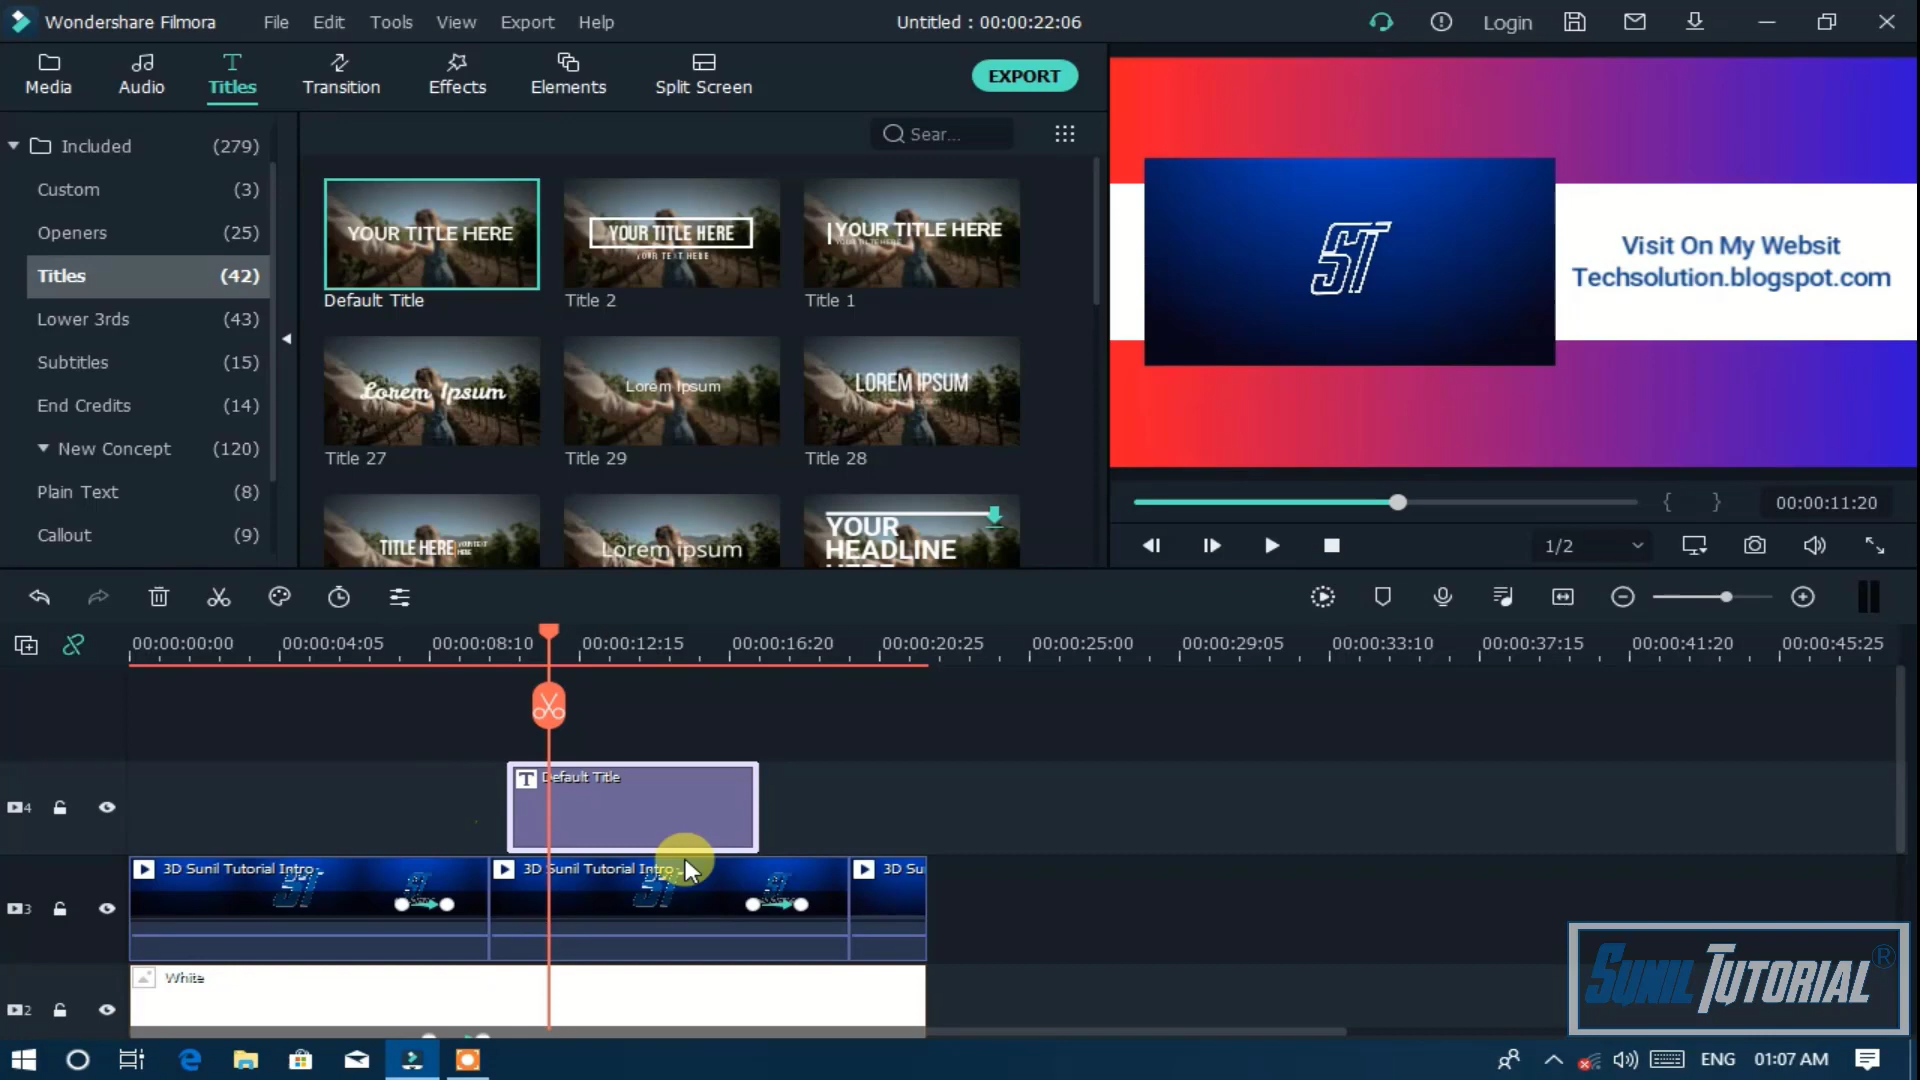 Wondershare Filmora File Edit Tools View Export Help Untitled : 00:00:22:06 Login
Media Audio Titles Transition Effects Elements Split Screen EXPORT
Included (279)
Custom (3)
Openers (25)
Titles (42)
Lower 3rds (43)
Subtitles (15)
End Credits (14)
New Concept (120)
Plain Text (8)
Callout (9)
Sear...
YOUR TITLE HERE
Default Title
YOUR TITLE HERE
YOUR TEXT HERE
Title 2
YOUR TITLE HERE
Title 1
Lorem Ipsum
Title 27
Lorem Ipsum
Title 29
LOREM IPSUM
Title 28
TITLE HERE
Lorem ipsum
YOUR
HEADLINE
HERE
ST
Visit On My Websit
Techsolution.blogspot.com
00:00:11:20
1/2
00:00:00:00 00:00:04:05 00:00:08:10 00:00:12:15 00:00:16:20 00:00:20:25 00:00:25:00 00:00:29:05 00:00:33:10 00:00:37:15 00:00:41:20 00:00:45:25
4
T Default Title
3
3D Sunil Tutorial Intro- 3D Sunil Tutorial Intro- 3D Su
2
White
SUNIL TUTORIAL ®
ENG 01:07 AM